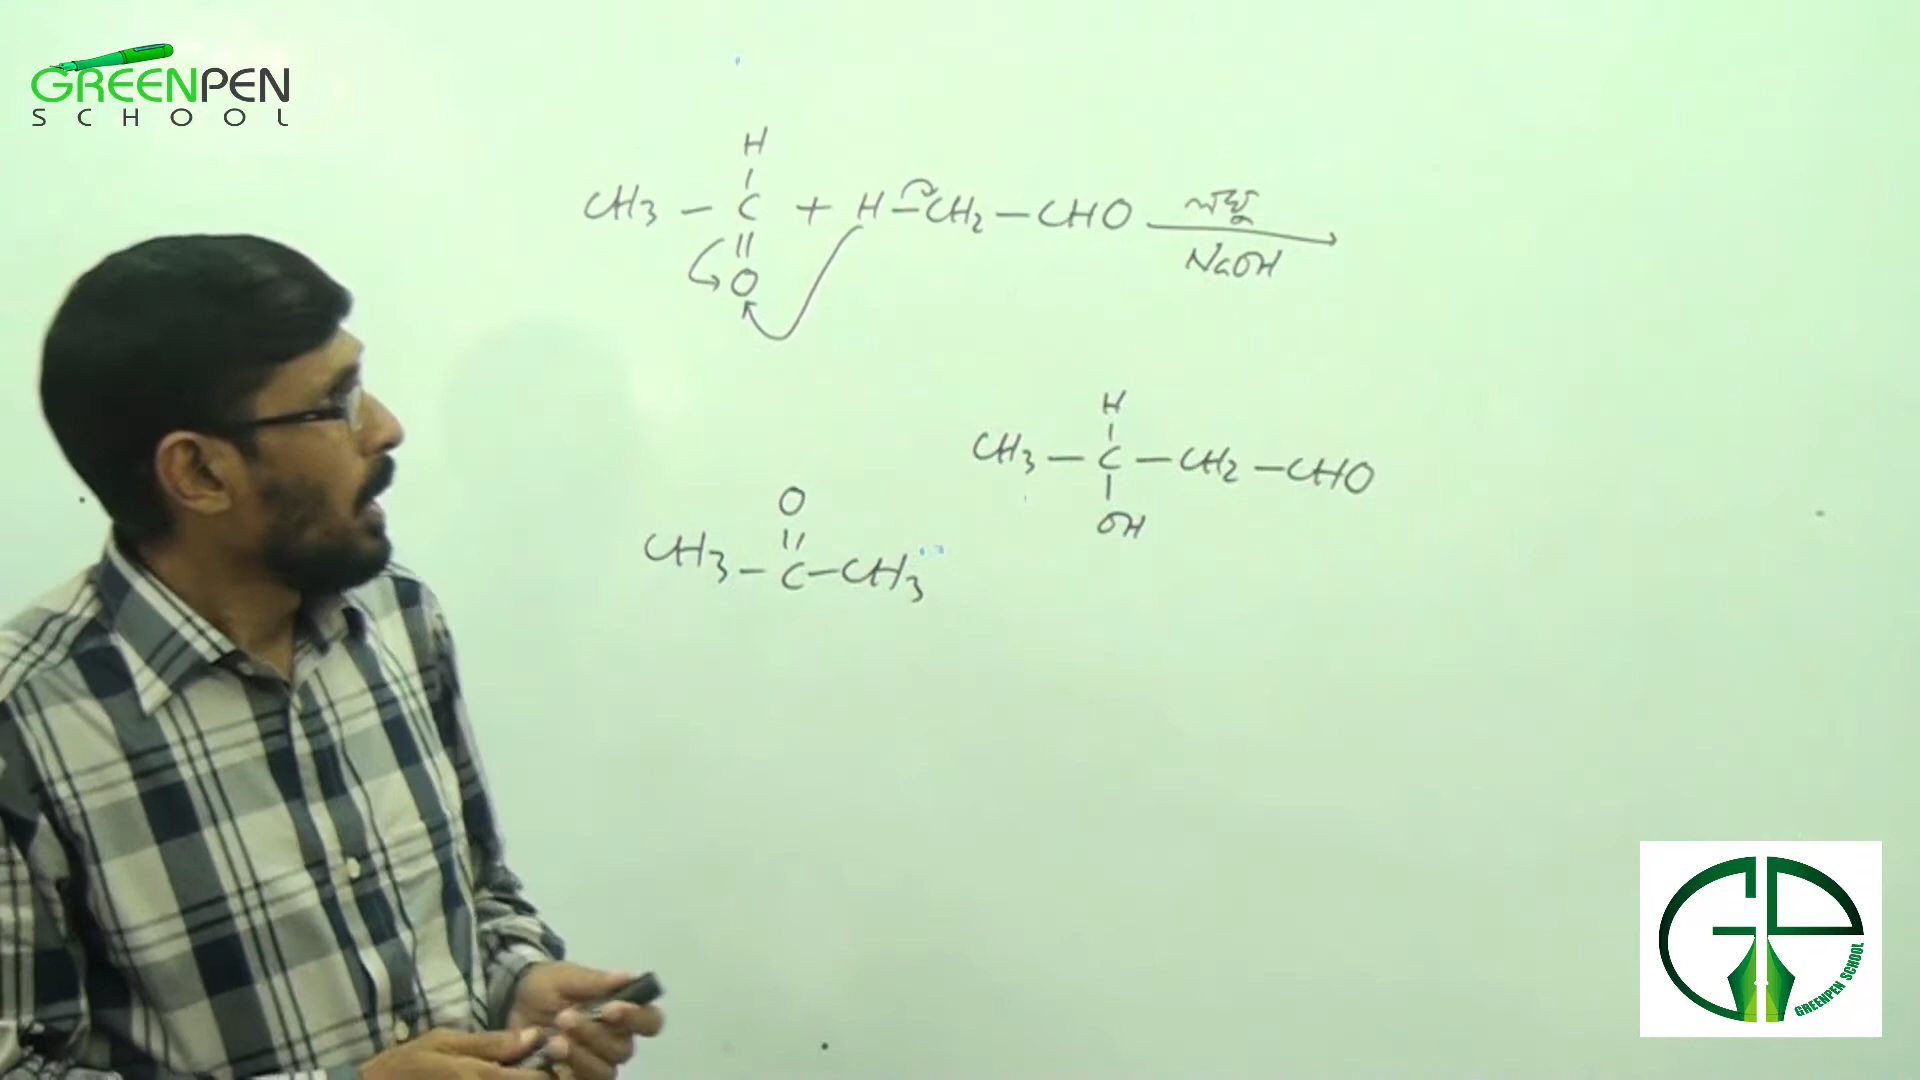 GREENPEN
SCHOOL
H
CH3 — C + H — CH2 — CHO লঘু
|| NaOH
O
H
CH3 — C — CH2 — CHO
OH
O
||
CH3 — C — CH3
GREENPEN SCHOOL